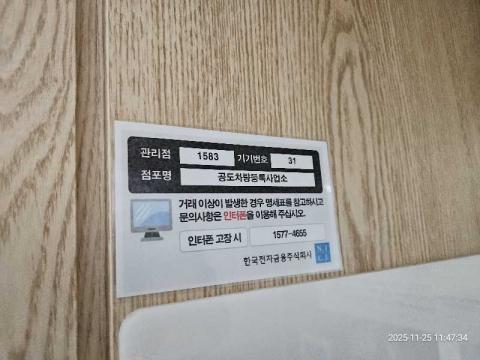 관리점 1583 기기번호 31
점포명 공도차량등록사업소
거래 이상이 발생한 경우 명세표를 참고하시고
문의사항은 인터폰을 이용해 주십시오.
인터폰 고장 시 1577-4655
한국전자금융주식회사 NICE
2025-11-25 11:47:34